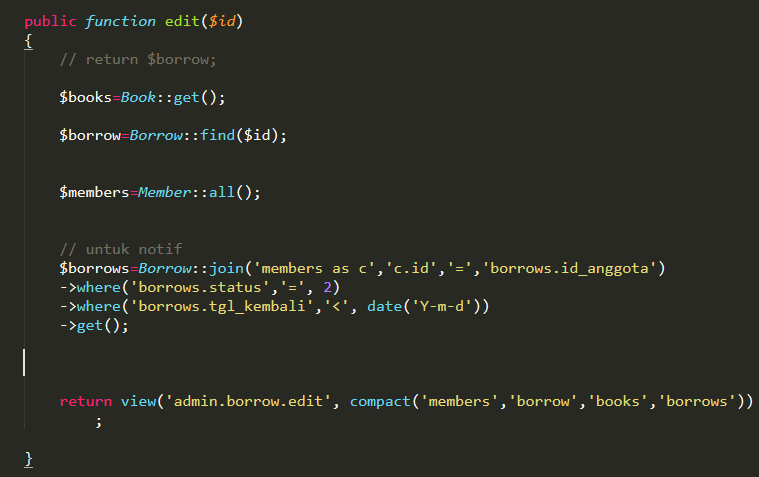 public function edit($id)
{
// return $borrow;
$books=Book::get();
$borrow=Borrow::find($id);
$members=Member::all();
// untuk notif
$borrows=Borrow::join('members as c','c.id','=','borrows.id_anggota')
->where('borrows.status','=', 2)
->where('borrows.tgl_kembali','<', date('Y-m-d'))
->get();
return view('admin.borrow.edit', compact('members','borrow','books','borrows'))
;
}